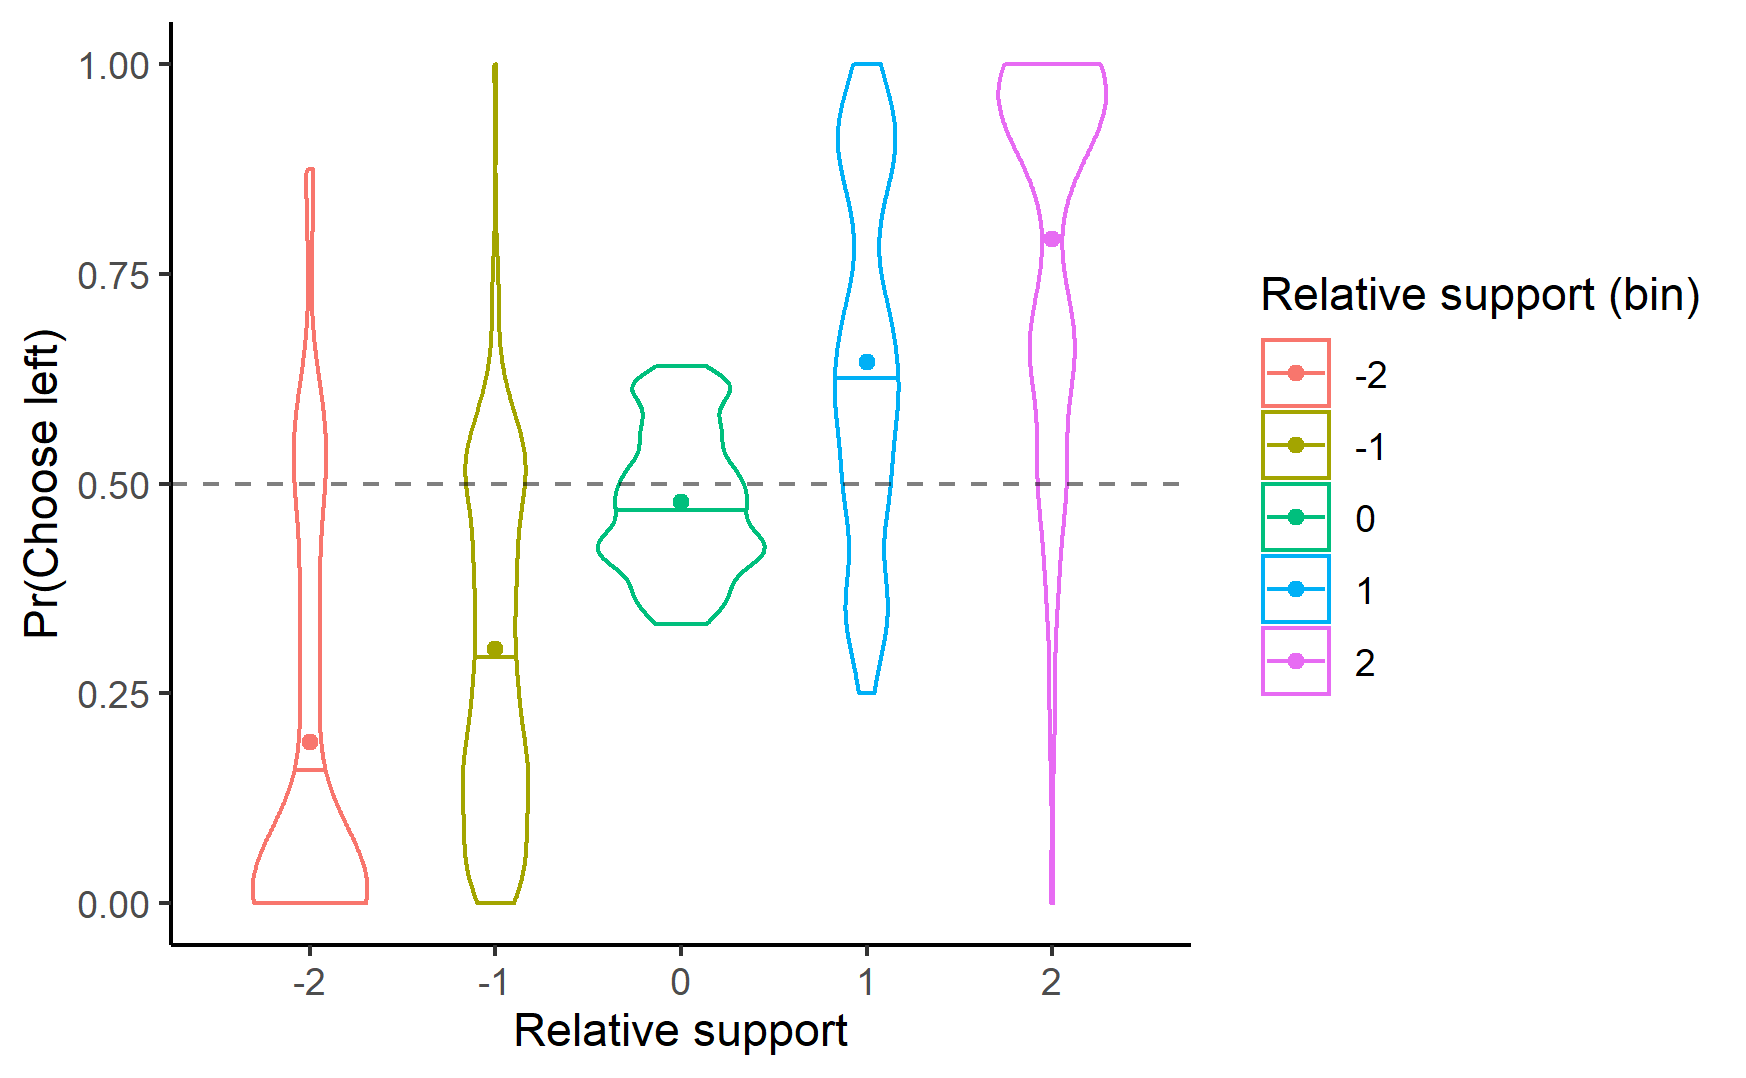 Pr(Choose left)
1.00
0.75
0.50
0.25
0.00
-2 -1 0 1 2
Relative support
Relative support (bin)
-2
-1
0
1
2